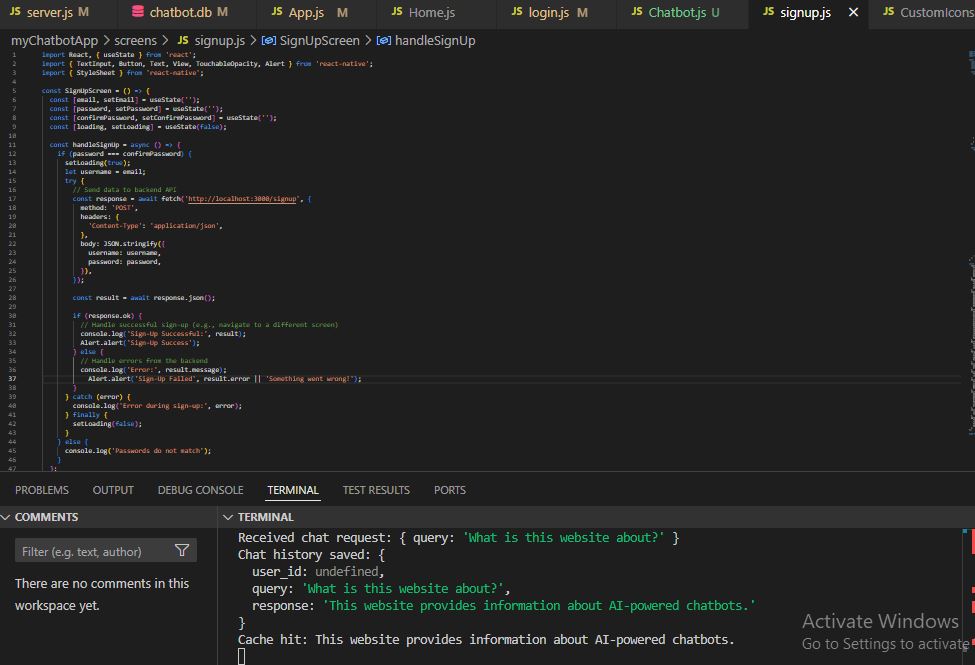 JS server.js M chatbot.db M JS App.js M JS Home.js JS login.js M JS Chatbot.js U JS signup.js × JS CustomIcons
myChatbotApp > screens > JS signup.js > SignUpScreen > handleSignUp
1 import React, { useState } from 'react';
2 import { TextInput, Button, Text, View, TouchableOpacity, Alert } from 'react-native';
3 import { StyleSheet } from 'react-native';
4
5 const SignUpScreen = () => {
6 const [email, setEmail] = useState('');
7 const [password, setPassword] = useState('');
8 const [confirmPassword, setConfirmPassword] = useState('');
9 const [loading, setLoading] = useState(false);
10
11 const handleSignUp = async () => {
12 if (password === confirmPassword) {
13 setLoading(true);
14 let username = email;
15 try {
16 // Send data to backend API
17 const response = await fetch('http://localhost:3000/signup', {
18 method: 'POST',
19 headers: {
20 'Content-Type': 'application/json',
21 },
22 body: JSON.stringify({
23 username: username,
24 password: password,
25 }),
26 });
27
28 const result = await response.json();
29
30 if (response.ok) {
31 // Handle successful sign-up (e.g., navigate to a different screen)
32 console.log('Sign-Up Successful:', result);
33 Alert.alert('Sign-Up Success');
34 } else {
35 // Handle errors from the backend
36 console.log('Error:', result.message);
37 Alert.alert('Sign-Up Failed', result.error || 'Something went wrong!');
38 }
39 } catch (error) {
40 console.log('Error during sign-up:', error);
41 } finally {
42 setLoading(false);
43 }
44 } else {
45 console.log('Passwords do not match');
46 }
47 };
PROBLEMS OUTPUT DEBUG CONSOLE TERMINAL TEST RESULTS PORTS
COMMENTS
Filter (e.g. text, author)
There are no comments in this
workspace yet.
TERMINAL
Received chat request: { query: 'What is this website about?' }
Chat history saved: {
user_id: undefined,
query: 'What is this website about?',
response: 'This website provides information about AI-powered chatbots.'
}
Cache hit: This website provides information about AI-powered chatbots.
Activate Windows
Go to Settings to activate